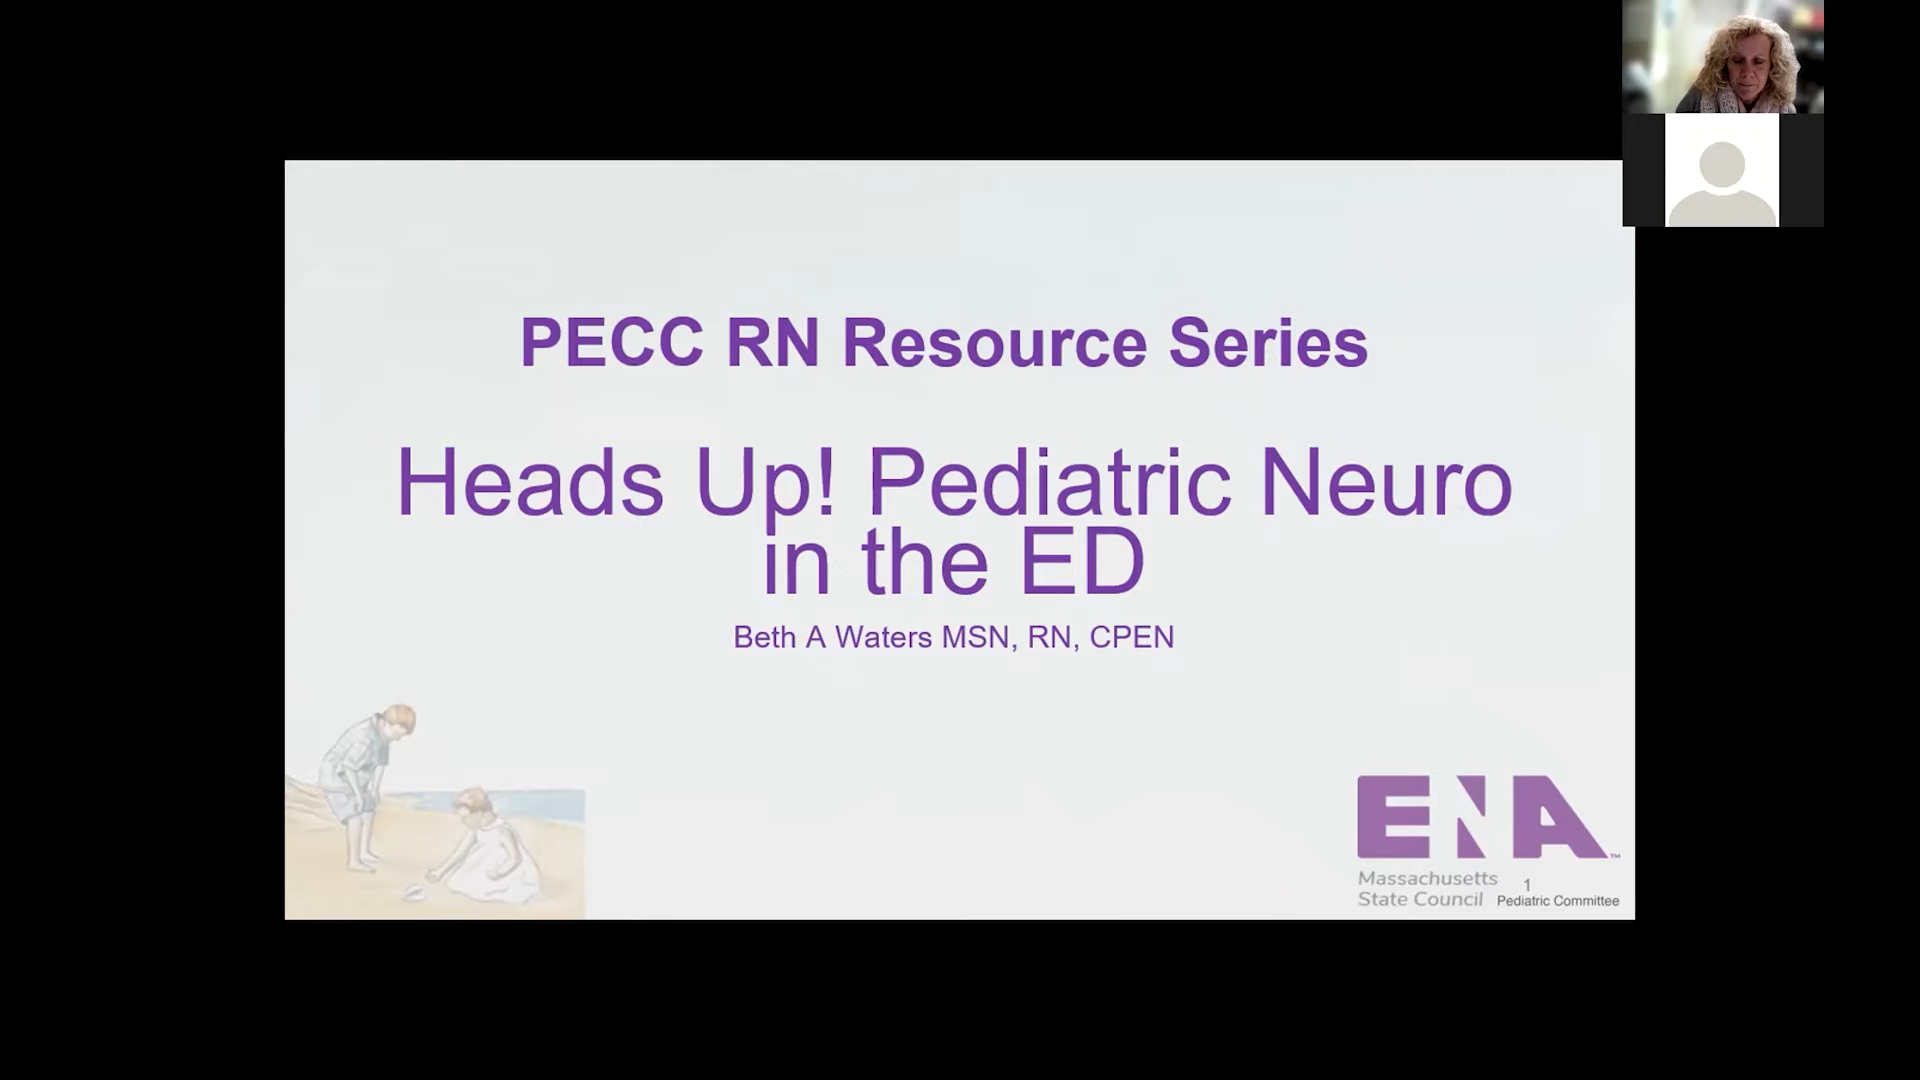 PECC RN Resource Series
Heads Up! Pediatric Neuro
in the ED
Beth A Waters MSN, RN, CPEN
ENA™
Massachusetts
State Council
1
Pediatric Committee